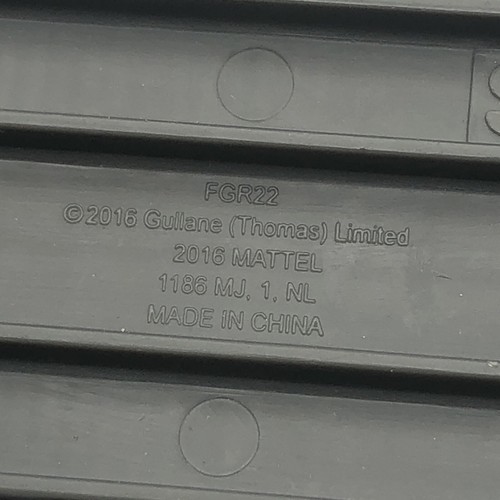 FGR22
©2016 Gullane (Thomas) Limited
2016 MATTEL
1186 MJ, 1, NL
MADE IN CHINA